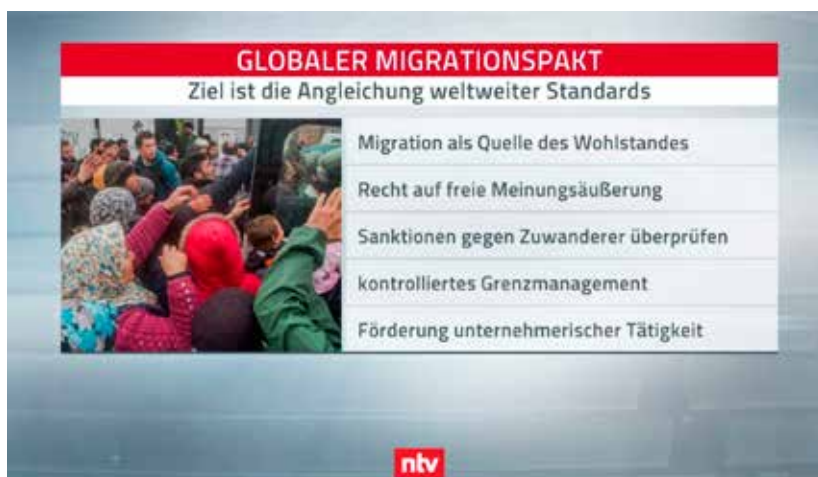 GLOBALER MIGRATIONSPAKT
Ziel ist die Angleichung weltweiter Standards
Migration als Quelle des Wohlstandes
Recht auf freie Meinungsäußerung
Sanktionen gegen Zuwanderer überprüfen
kontrolliertes Grenzmanagement
Förderung unternehmerischer Tätigkeit
ntv